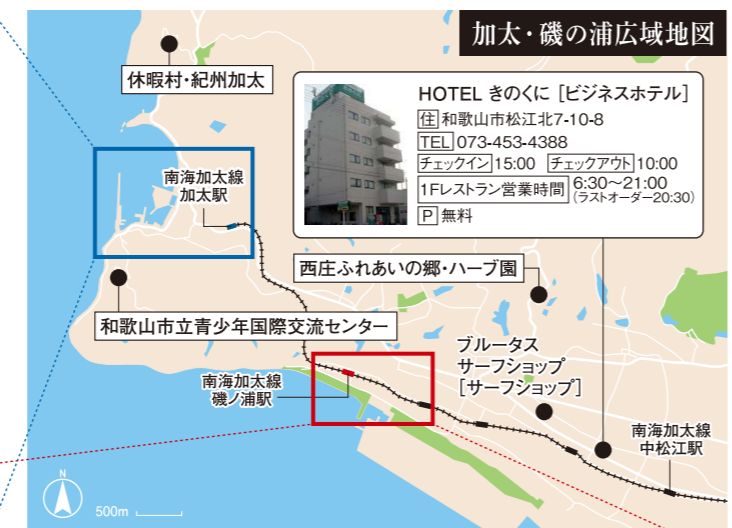 加太・磯の浦広域地図
休暇村・紀州加太
HOTEL きのくに [ビジネスホテル]
住 和歌山市松江北7-10-8
TEL 073-453-4388
チェックイン 15:00 チェックアウト 10:00
1Fレストラン営業時間 6:30〜21:00
(ラストオーダー20:30)
P 無料
南海加太線
加太駅
西庄ふれあいの郷・ハーブ園
和歌山市立青少年国際交流センター
ブルータス
サーフショップ
[サーフショップ]
南海加太線
磯ノ浦駅
南海加太線
中松江駅
N
500m